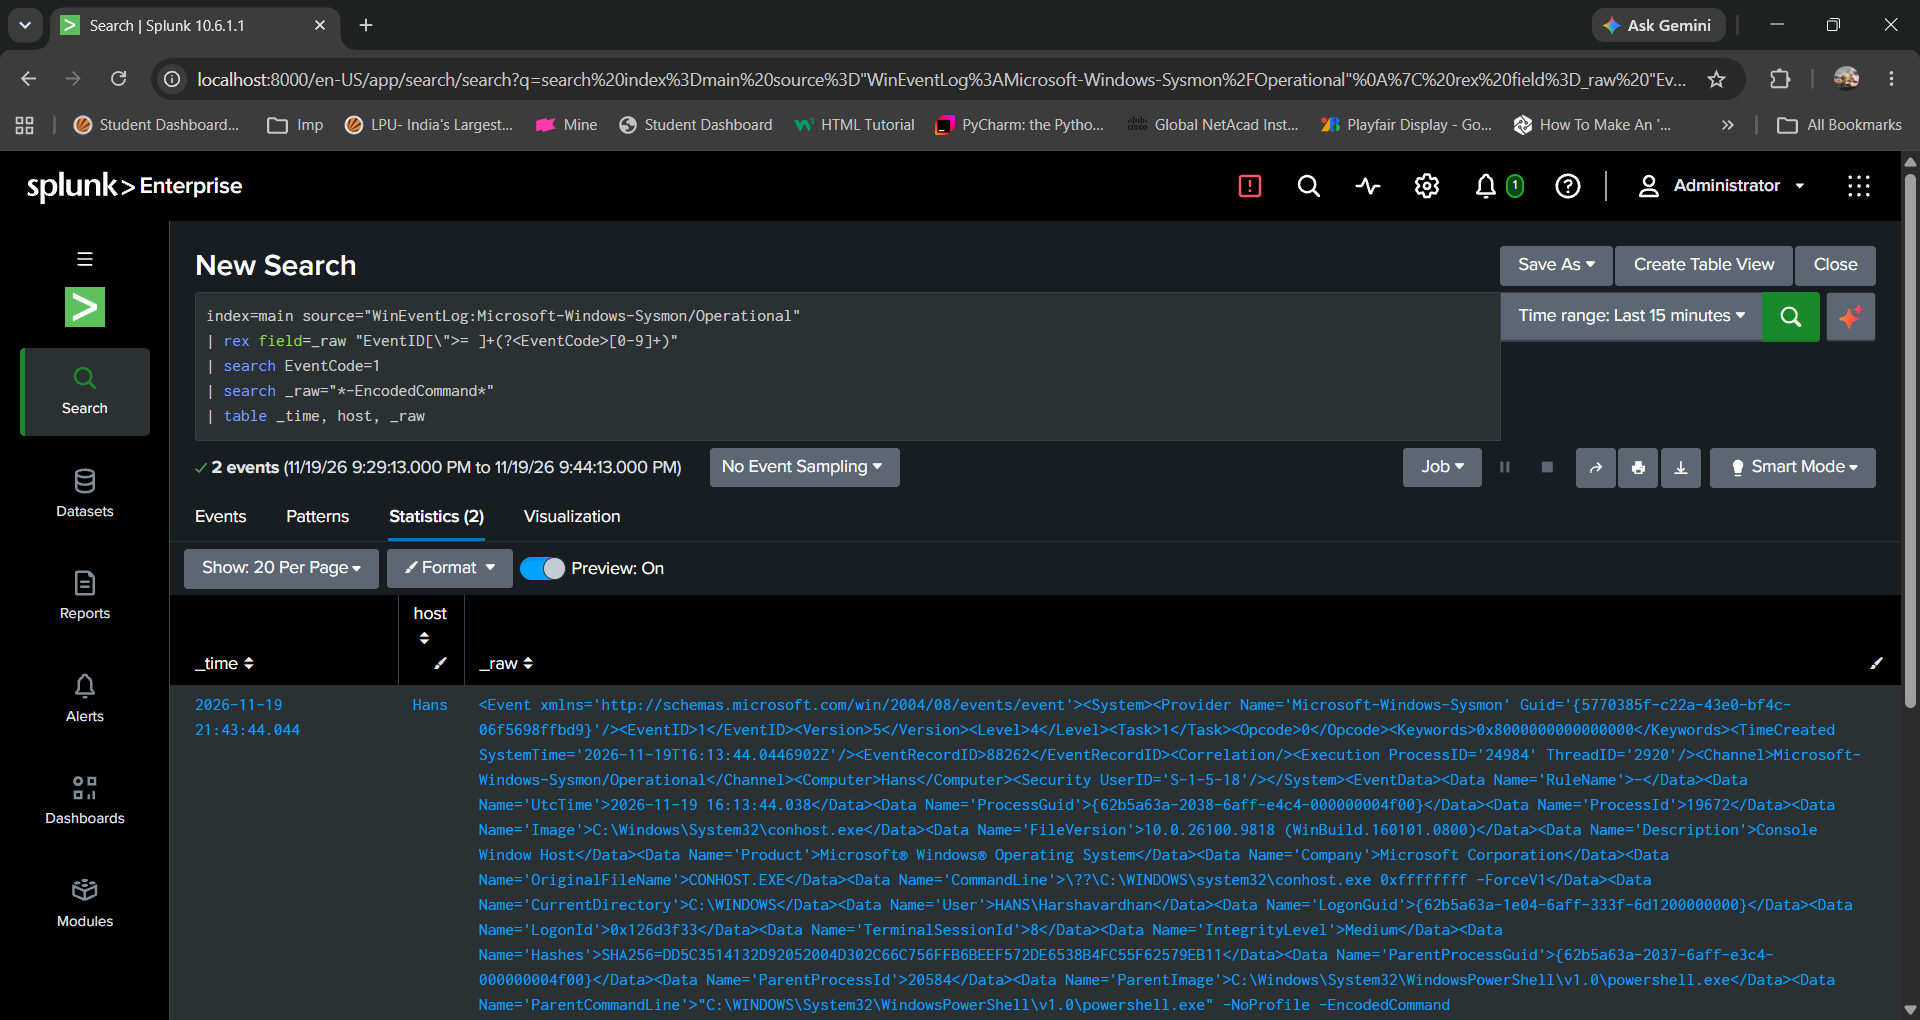 Search | Splunk 10.6.1.1
Ask Gemini
localhost:8000/en-US/app/search/search?q=search%20index%3Dmain%20source%3D"WinEventLog%3AMicrosoft-Windows-Sysmon%2FOperational"%0A%7C%20rex%20field%3D_raw%20"Ev...
Student Dashboard...
Imp
LPU- India's Largest...
Mine
Student Dashboard
HTML Tutorial
PyCharm: the Pytho...
Global NetAcad Inst...
Playfair Display - Go...
How To Make An '...
All Bookmarks
splunk>Enterprise
1
Administrator
New Search
Save As
Create Table View
Close
index=main source="WinEventLog:Microsoft-Windows-Sysmon/Operational"
| rex field=_raw "EventID[\">= ]+(?<EventCode>[0-9]+)"
| search EventCode=1
| search _raw="*-EncodedCommand*"
| table _time, host, _raw
Time range: Last 15 minutes
Search
Datasets
Reports
Alerts
Dashboards
Modules
2 events (11/19/26 9:29:13.000 PM to 11/19/26 9:44:13.000 PM)
No Event Sampling
Job
Smart Mode
Events
Patterns
Statistics (2)
Visualization
Show: 20 Per Page
Format
Preview: On
_time
host
_raw
2026-11-19
21:43:44.044
Hans
<Event xmlns='http://schemas.microsoft.com/win/2004/08/events/event'><System><Provider Name='Microsoft-Windows-Sysmon' Guid='{5770385f-c22a-43e0-bf4c-
06f5698ffbd9}'/><EventID>1</EventID><Version>5</Version><Level>4</Level><Task>1</Task><Opcode>0</Opcode><Keywords>0x8000000000000000</Keywords><TimeCreated
SystemTime='2026-11-19T16:13:44.0446902Z'/><EventRecordID>88262</EventRecordID><Correlation/><Execution ProcessID='24984' ThreadID='2920'/><Channel>Microsoft-
Windows-Sysmon/Operational</Channel><Computer>Hans</Computer><Security UserID='S-1-5-18'/></System><EventData><Data Name='RuleName'>-</Data><Data
Name='UtcTime'>2026-11-19 16:13:44.038</Data><Data Name='ProcessGuid'>{62b5a63a-2038-6aff-e4c4-000000004f00}</Data><Data Name='ProcessId'>19672</Data><Data
Name='Image'>C:\Windows\System32\conhost.exe</Data><Data Name='FileVersion'>10.0.26100.9818 (WinBuild.160101.0800)</Data><Data Name='Description'>Console
Window Host</Data><Data Name='Product'>Microsoft® Windows® Operating System</Data><Data Name='Company'>Microsoft Corporation</Data><Data
Name='OriginalFileName'>CONHOST.EXE</Data><Data Name='CommandLine'>\??\C:\WINDOWS\system32\conhost.exe 0xffffffff -ForceV1</Data><Data
Name='CurrentDirectory'>C:\WINDOWS</Data><Data Name='User'>HANS\Harshavardhan</Data><Data Name='LogonGuid'>{62b5a63a-1e04-6aff-333f-6d1200000000}</Data><Data
Name='LogonId'>0x126d3f33</Data><Data Name='TerminalSessionId'>8</Data><Data Name='IntegrityLevel'>Medium</Data><Data
Name='Hashes'>SHA256=DD5C3514132D92052004D302C66C756FFB6BEEF572DE6538B4FC55F62579EB11</Data><Data Name='ParentProcessGuid'>{62b5a63a-2037-6aff-e3c4-
000000004f00}</Data><Data Name='ParentProcessId'>20584</Data><Data Name='ParentImage'>C:\Windows\System32\WindowsPowerShell\v1.0\powershell.exe</Data><Data
Name='ParentCommandLine'>"C:\WINDOWS\System32\WindowsPowerShell\v1.0\powershell.exe" -NoProfile -EncodedCommand